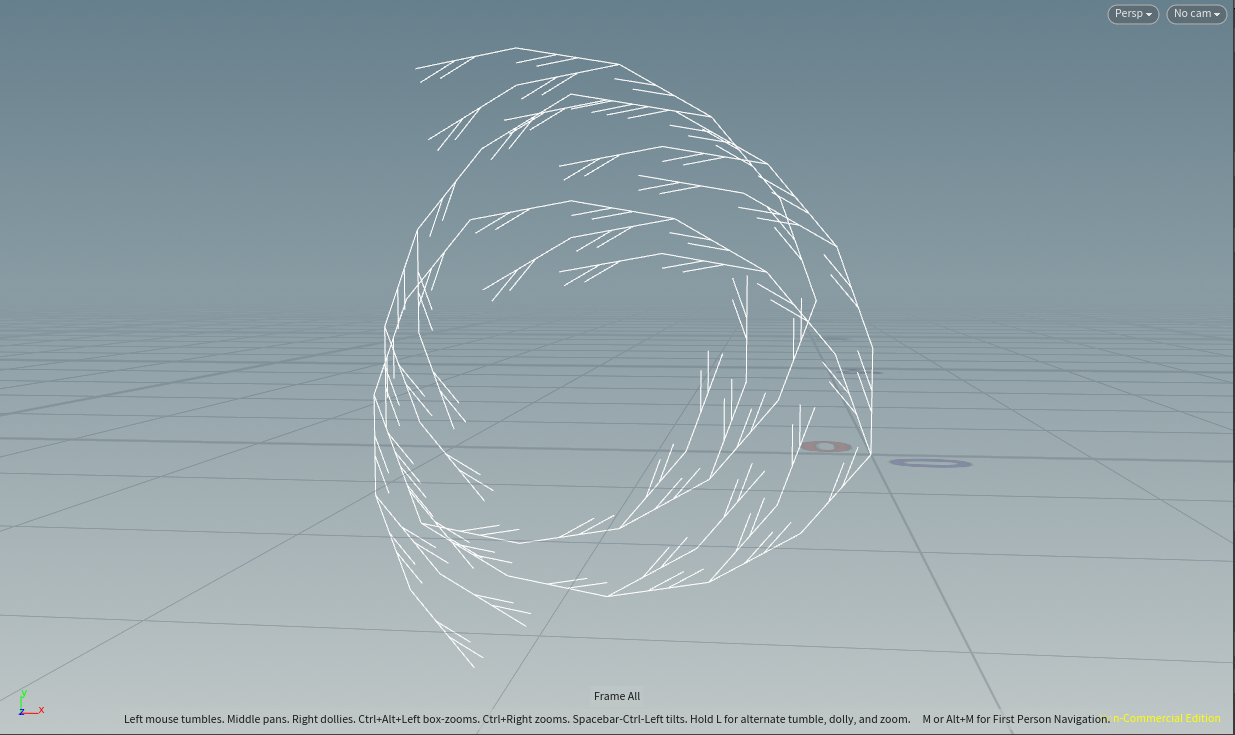 Persp
No cam
Frame All
Left mouse tumbles. Middle pans. Right dollies. Ctrl+Alt+Left box-zooms. Ctrl+Right zooms. Spacebar-Ctrl-Left tilts. Hold L for alternate tumble, dolly, and zoom. M or Alt+M for First Person Navigation.
n-Commercial Edition
y
z
x